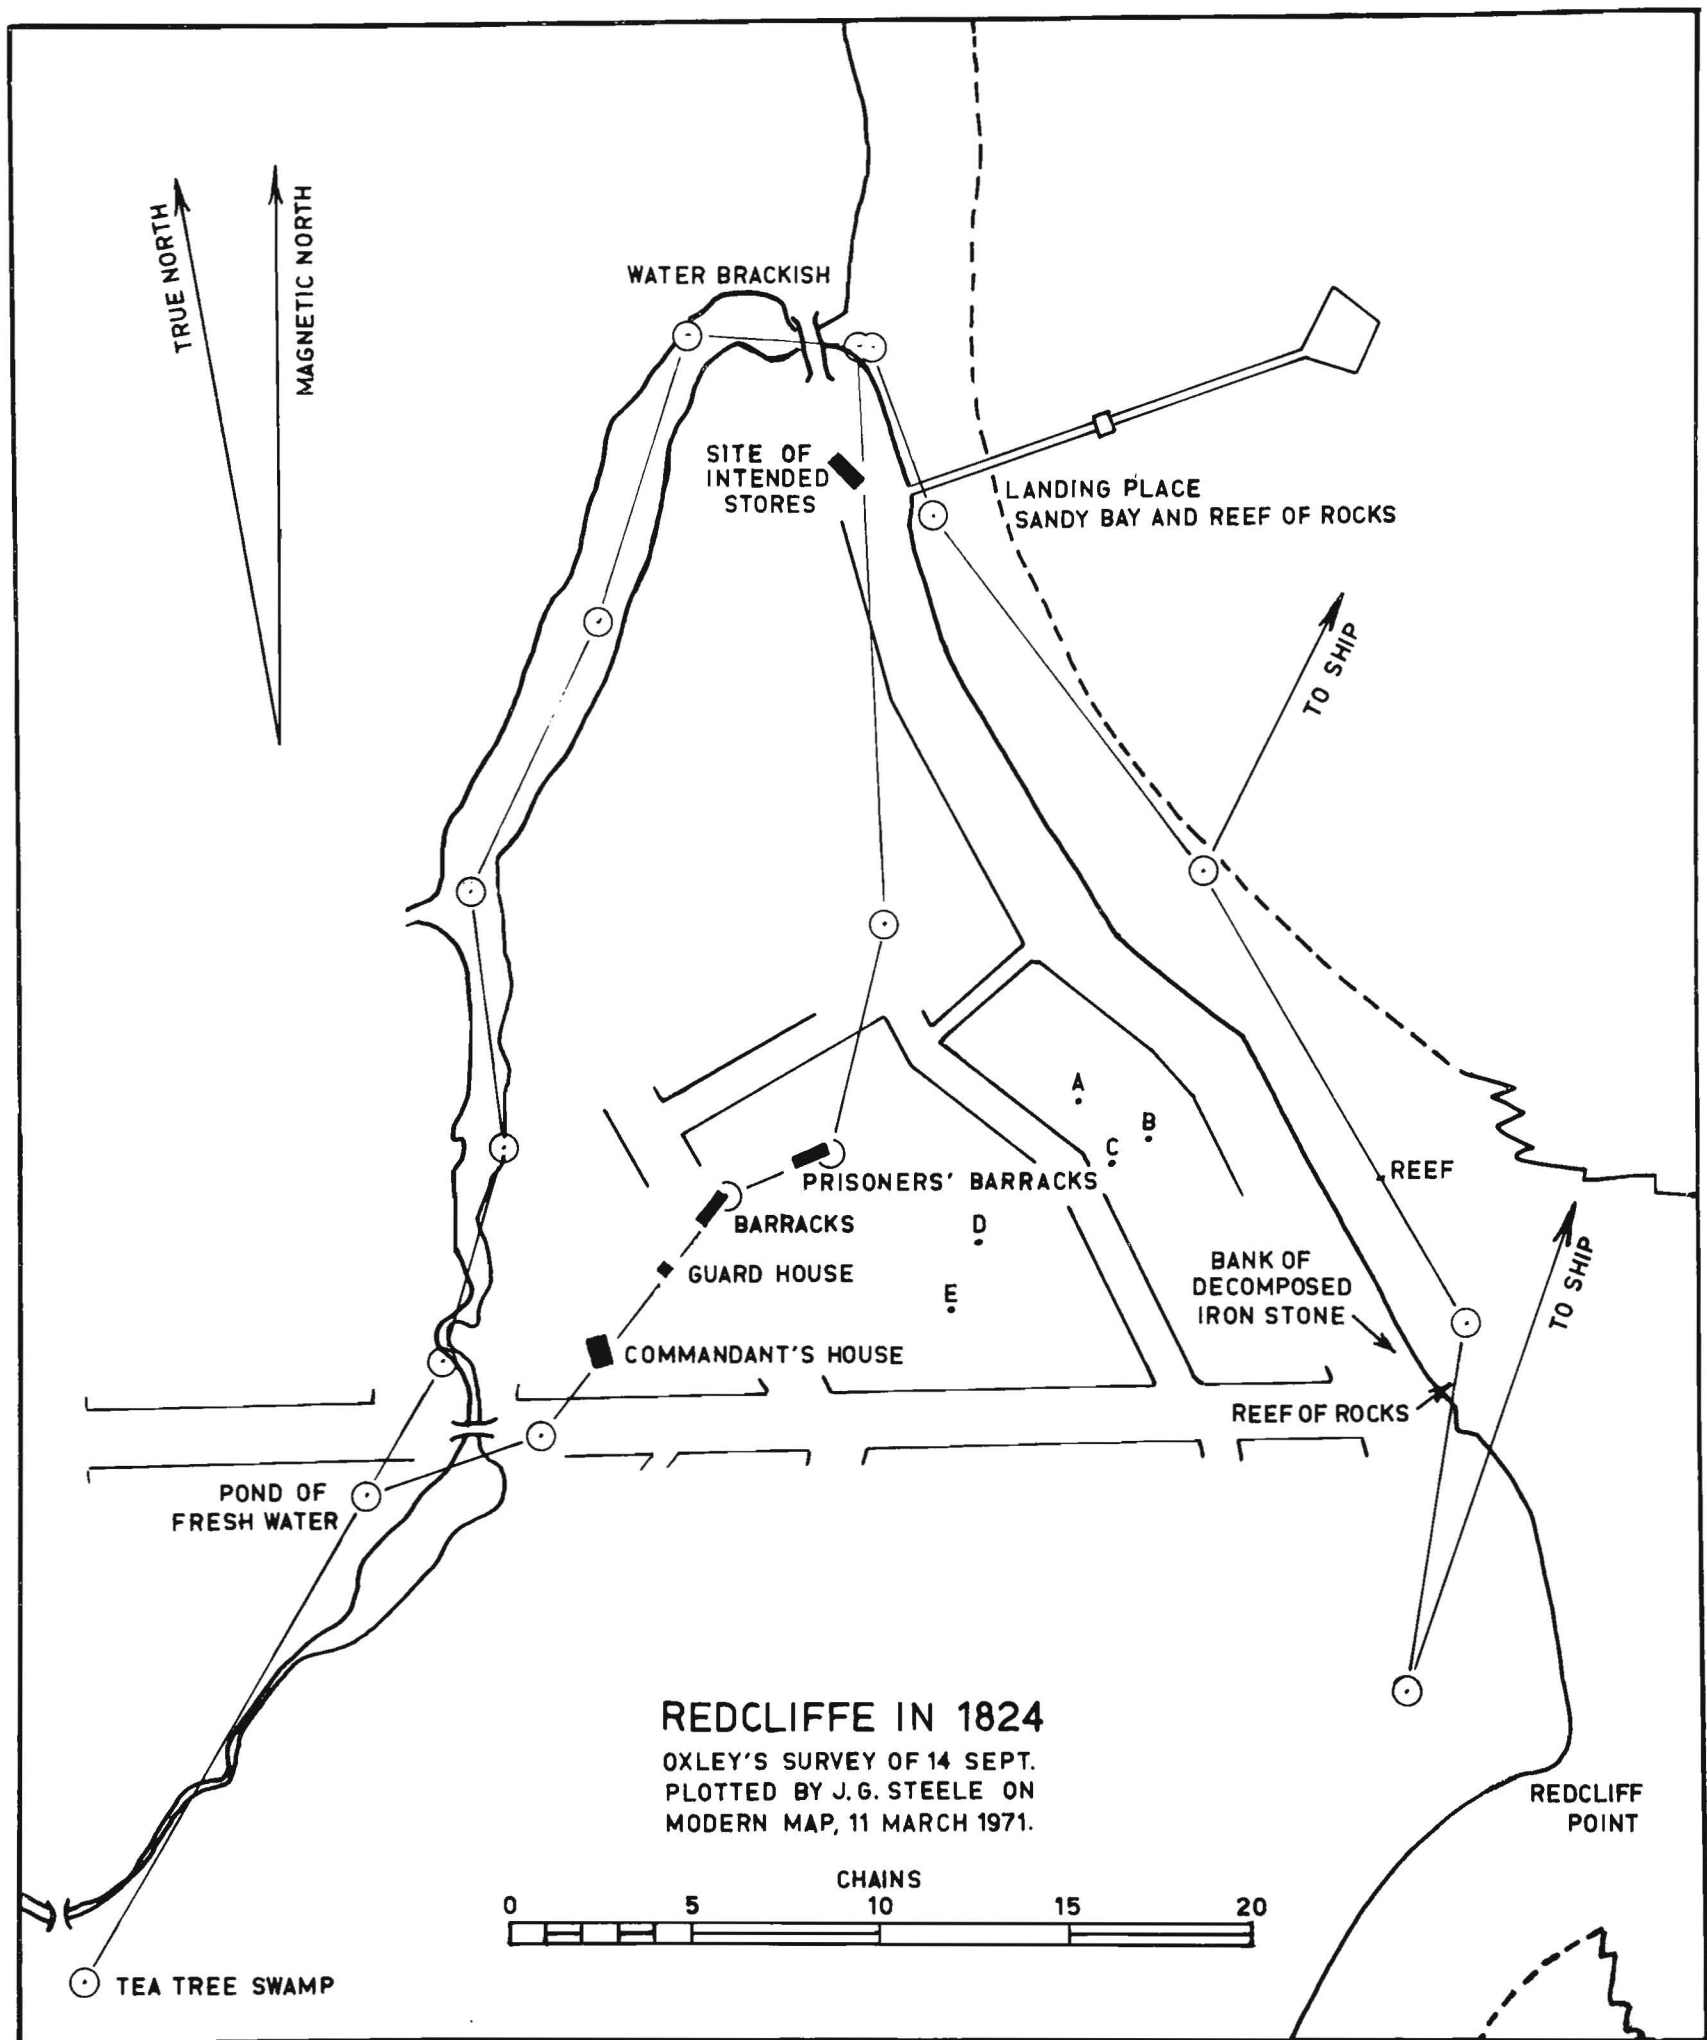 TRUE NORTH
MAGNETIC NORTH
WATER BRACKISH
SITE OF
INTENDED
STORES
LANDING PLACE
SANDY BAY AND REEF OF ROCKS
TO SHIP
A
B
C
PRISONERS' BARRACKS
REEF
BARRACKS
D
GUARD HOUSE
E
BANK OF
DECOMPOSED
IRON STONE
TO SHIP
COMMANDANT'S HOUSE
REEF OF ROCKS
POND OF
FRESH WATER
REDCLIFFE IN 1824
OXLEY'S SURVEY OF 14 SEPT.
PLOTTED BY J.G. STEELE ON
MODERN MAP, 11 MARCH 1971.
REDCLIFF
POINT
CHAINS
0 5 10 15 20
TEA TREE SWAMP